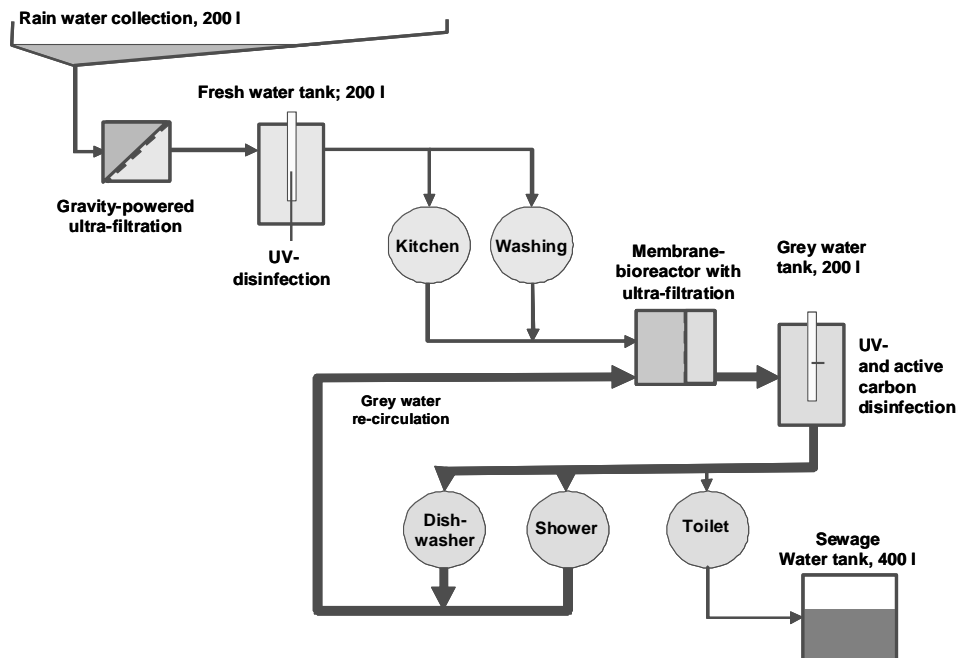 Rain water collection, 200 l
Fresh water tank; 200 l
Gravity-powered
ultra-filtration
UV-
disinfection
Kitchen
Washing
Membrane-
bioreactor with
ultra-filtration
Grey water
tank, 200 l
UV-
and active
carbon
disinfection
Grey water
re-circulation
Dish-
washer
Shower
Toilet
Sewage
Water tank, 400 l